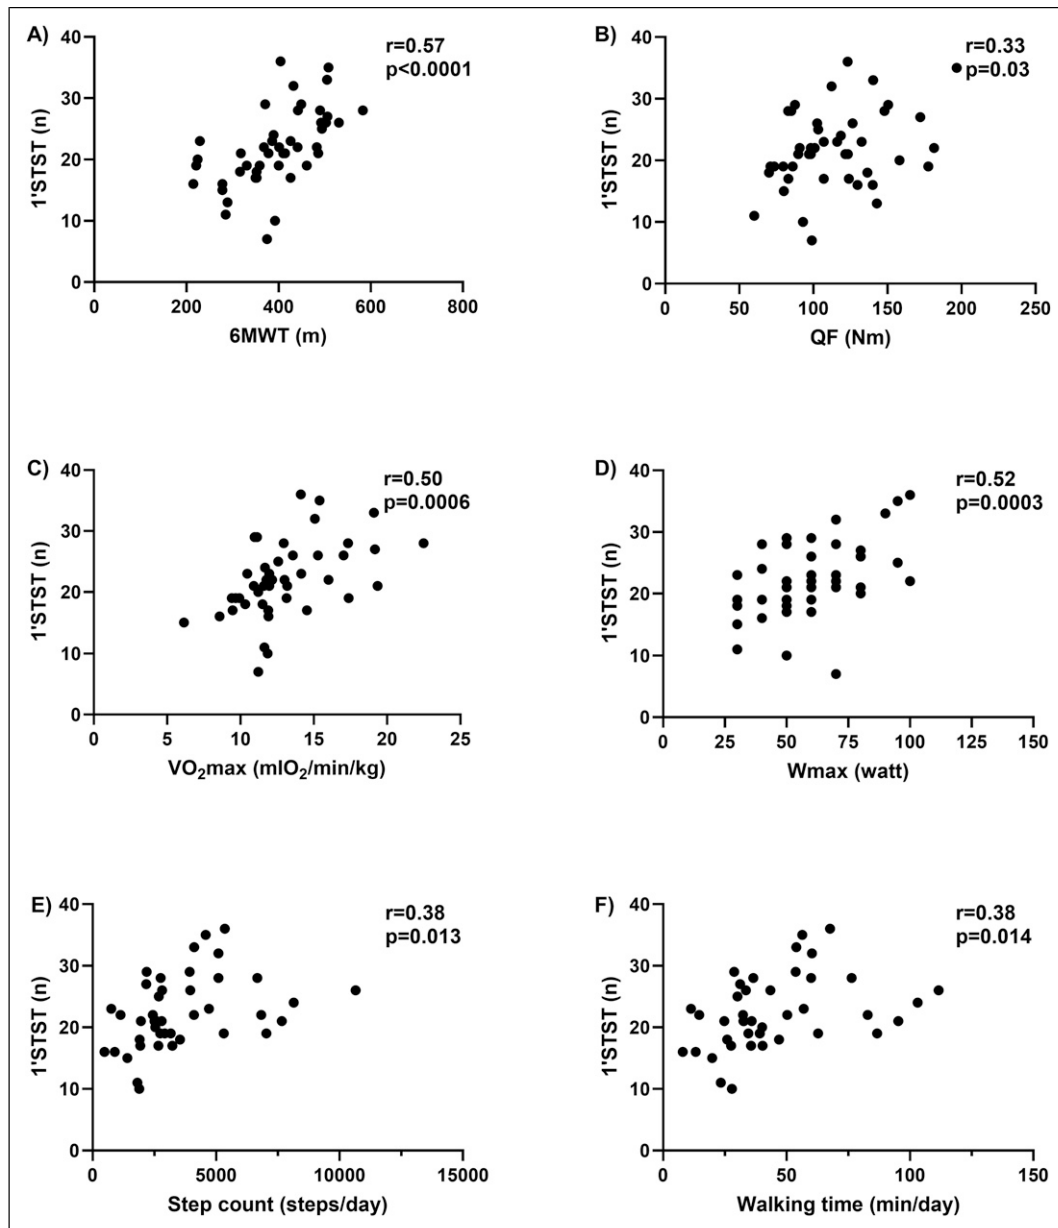 A)
r=0.57
p<0.0001
40
30
20
10
0
1'STST (n)
0 200 400 600 800
6MWT (m)
B)
r=0.33
p=0.03
40
30
20
10
0
1'STST (n)
0 50 100 150 200 250
QF (Nm)
C)
r=0.50
p=0.0006
40
30
20
10
0
1'STST (n)
0 5 10 15 20 25
VO₂max (mlO₂/min/kg)
D)
r=0.52
p=0.0003
40
30
20
10
0
1'STST (n)
0 25 50 75 100 125 150
Wmax (watt)
E)
r=0.38
p=0.013
40
30
20
10
0
1'STST (n)
0 5000 10000 15000
Step count (steps/day)
F)
r=0.38
p=0.014
40
30
20
10
0
1'STST (n)
0 50 100 150
Walking time (min/day)